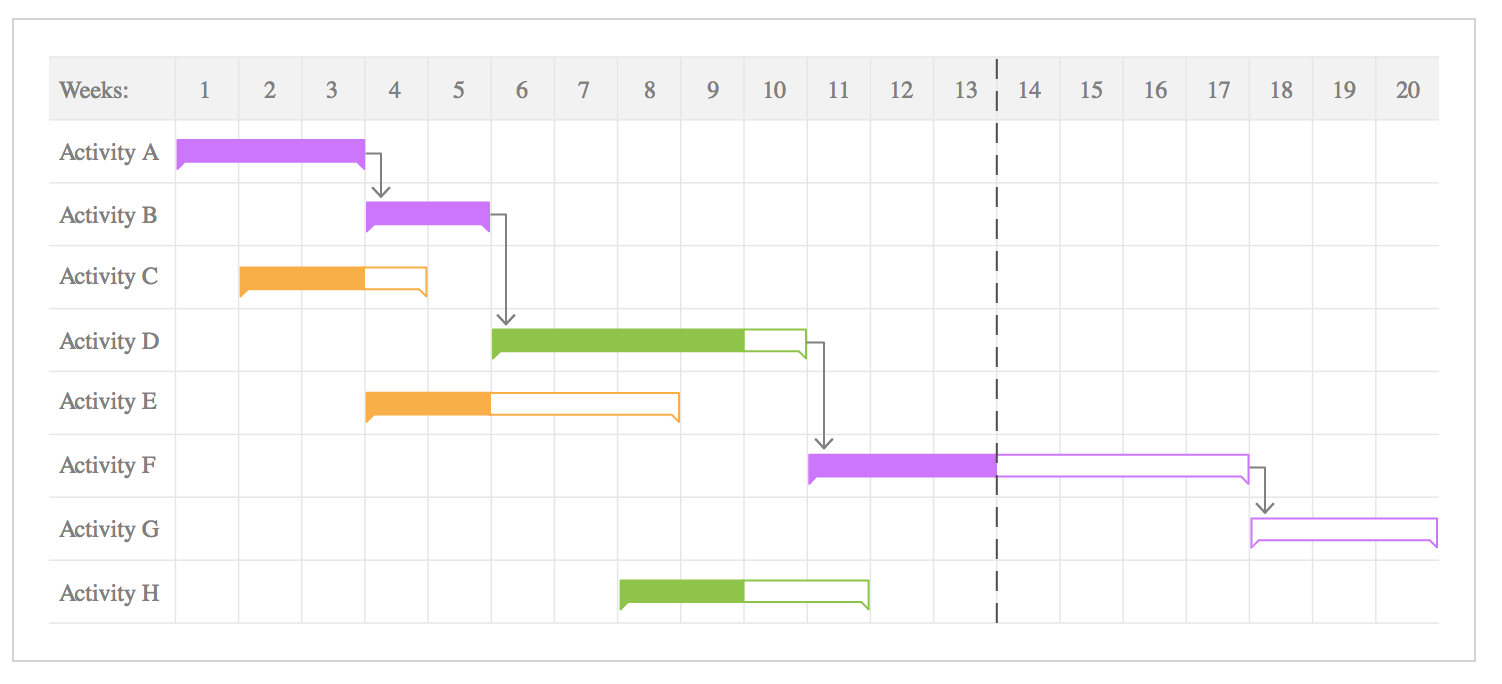 Weeks: 1 2 3 4 5 6 7 8 9 10 11 12 13 14 15 16 17 18 19 20
Activity A
Activity B
Activity C
Activity D
Activity E
Activity F
Activity G
Activity H